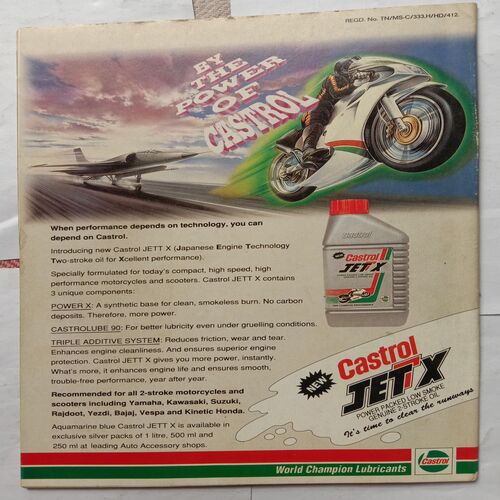 REGD. No. TN/MS-C/333.H/HD/412.
BY
THE
POWER
OF
CASTROL
When performance depends on technology, you can
depend on Castrol.
Introducing new Castrol JETT X (Japanese Engine Technology
Two-stroke oil for Xcellent performance).
Specially formulated for today's compact, high speed, high
performance motorcycles and scooters. Castrol JETT X contains
3 unique components:
POWER X: A synthetic base for clean, smokeless burn. No carbon
deposits. Therefore, more power.
CASTROLUBE 90: For better lubricity even under gruelling conditions.
TRIPLE ADDITIVE SYSTEM: Reduces friction, wear and tear.
Enhances engine cleanliness. And ensures superior engine
protection. Castrol JETT X gives you more power, instantly.
What's more, it enhances engine life and ensures smooth,
trouble-free performance, year after year.
Recommended for all 2-stroke motorcycles and
scooters including Yamaha, Kawasaki, Suzuki,
Rajdoot, Yezdi, Bajaj, Vespa and Kinetic Honda.
Aquamarine blue Castrol JETT X is available in
exclusive silver packs of 1 litre, 500 ml and
250 ml at leading Auto Accessory shops.
Castrol
NEW
Castrol
JETT X
NEW
Castrol
JETT X
POWER PACKED LOW SMOKE
GENUINE 2-STROKE OIL
It's time to clear the runways
World Champion Lubricants
Castrol